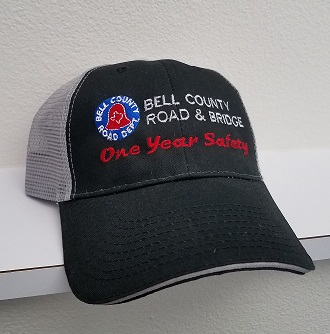 BELL COUNTY
ROAD DEPT.
BELL COUNTY
ROAD & BRIDGE
One Year Safety